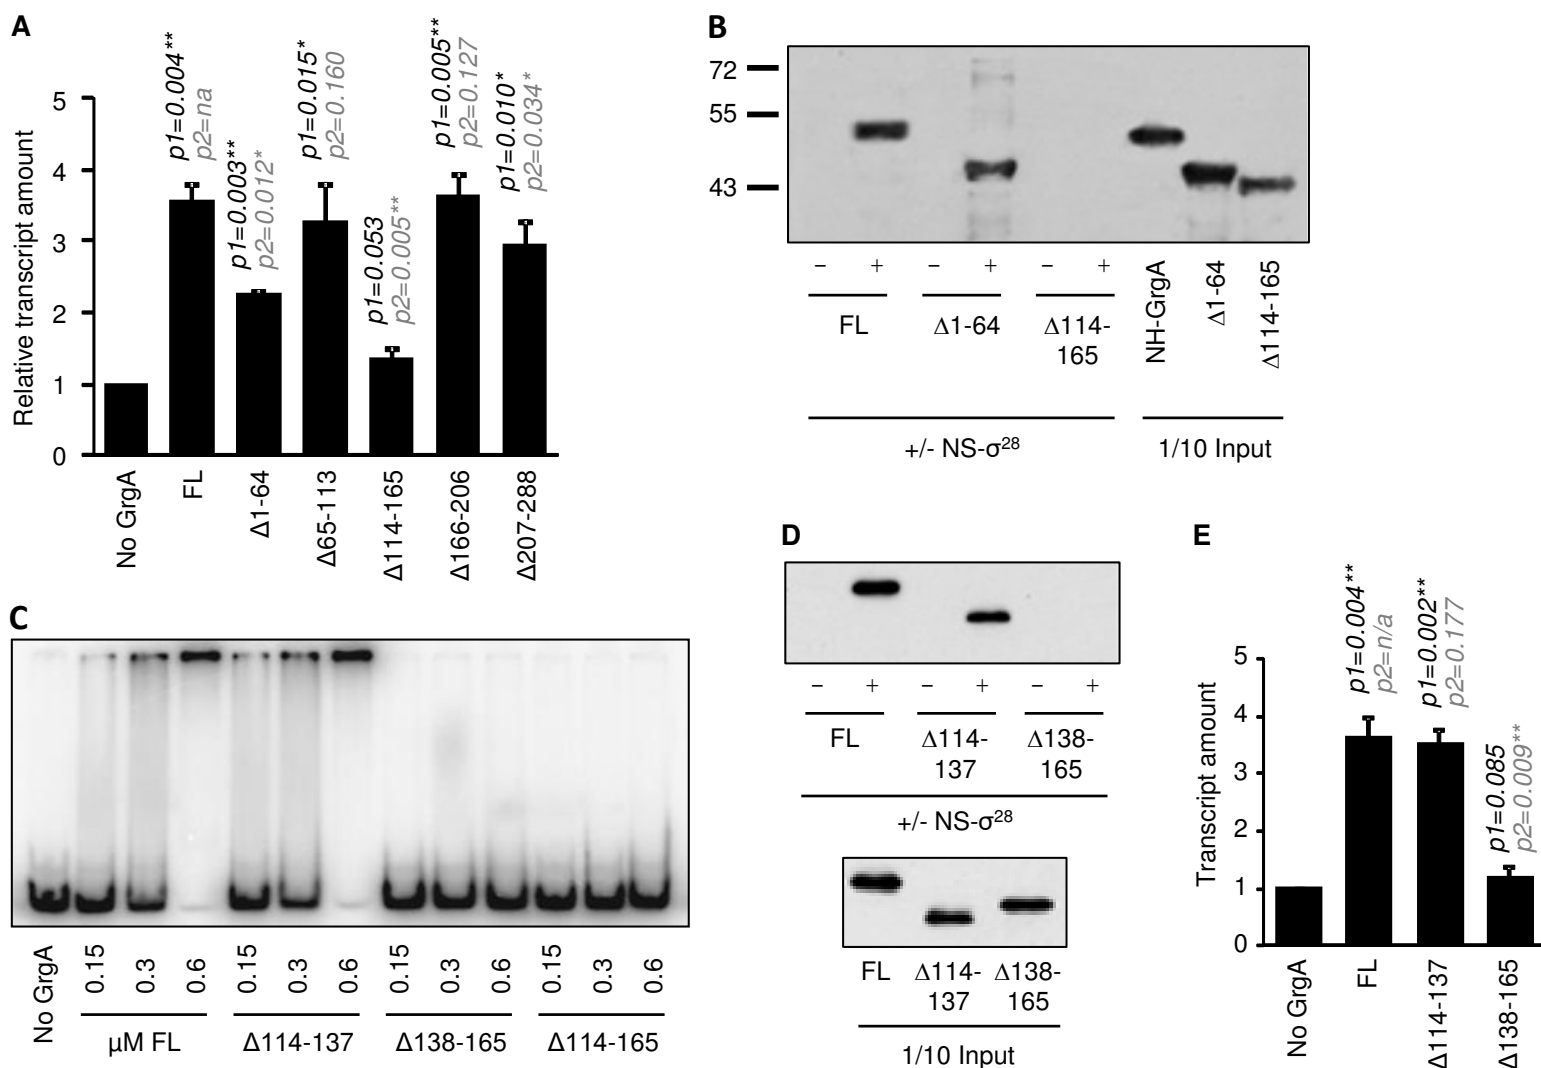 A
p1=0.004**
p2=na
p1=0.003**
p2=0.012*
p1=0.015*
p2=0.160
p1=0.053
p2=0.005**
p1=0.005**
p2=0.127
p1=0.010*
p2=0.034*
Relative transcript amount
5
4
3
2
1
0
No GrgA
FL
Δ1-64
Δ65-113
Δ114-165
Δ166-206
Δ207-288
B
72
55
43
− + − + − +
FL
Δ1-64
Δ114-
165
NH-GrgA
Δ1-64
Δ114-165
+/- NS-σ²⁸
1/10 Input
C
No GrgA
0.15
0.3
0.6
0.15
0.3
0.6
0.15
0.3
0.6
0.15
0.3
0.6
µM FL
Δ114-137
Δ138-165
Δ114-165
D
− + − + − +
FL
Δ114-
137
Δ138-
165
+/- NS-σ²⁸
FL
Δ114-
137
Δ138-
165
1/10 Input
E
p1=0.004**
p2=n/a
p1=0.002**
p2=0.177
p1=0.085
p2=0.009**
Transcript amount
5
4
3
2
1
0
No GrgA
FL
Δ114-137
Δ138-165